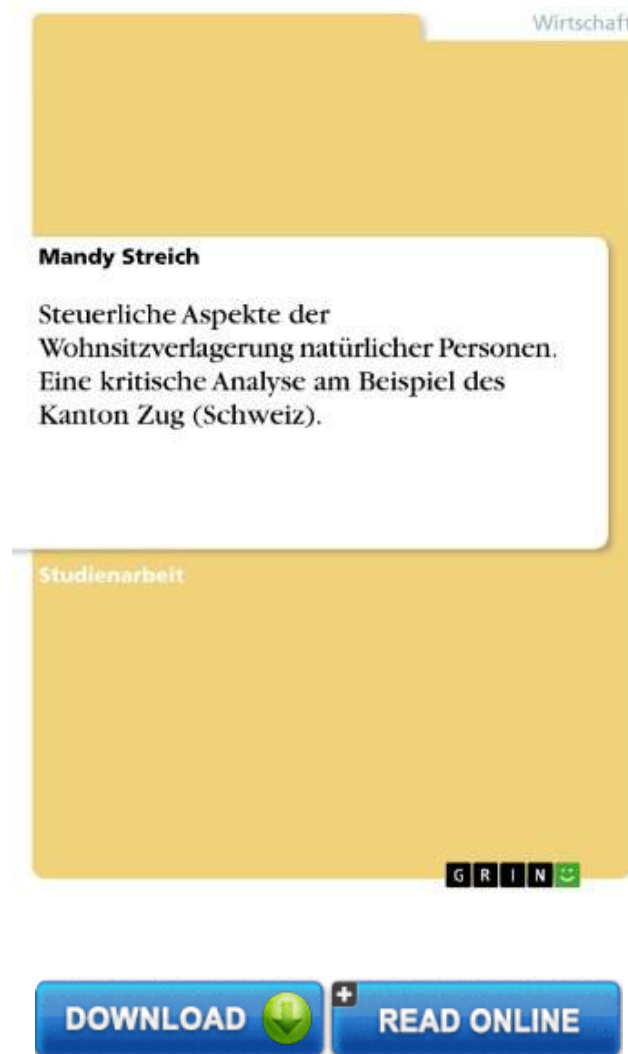 Wirtschaft
Mandy Streich
Steuerliche Aspekte der
Wohnsitzverlagerung natürlicher Personen.
Eine kritische Analyse am Beispiel des
Kanton Zug (Schweiz).
Studienarbeit
GRIN
DOWNLOAD
READ ONLINE